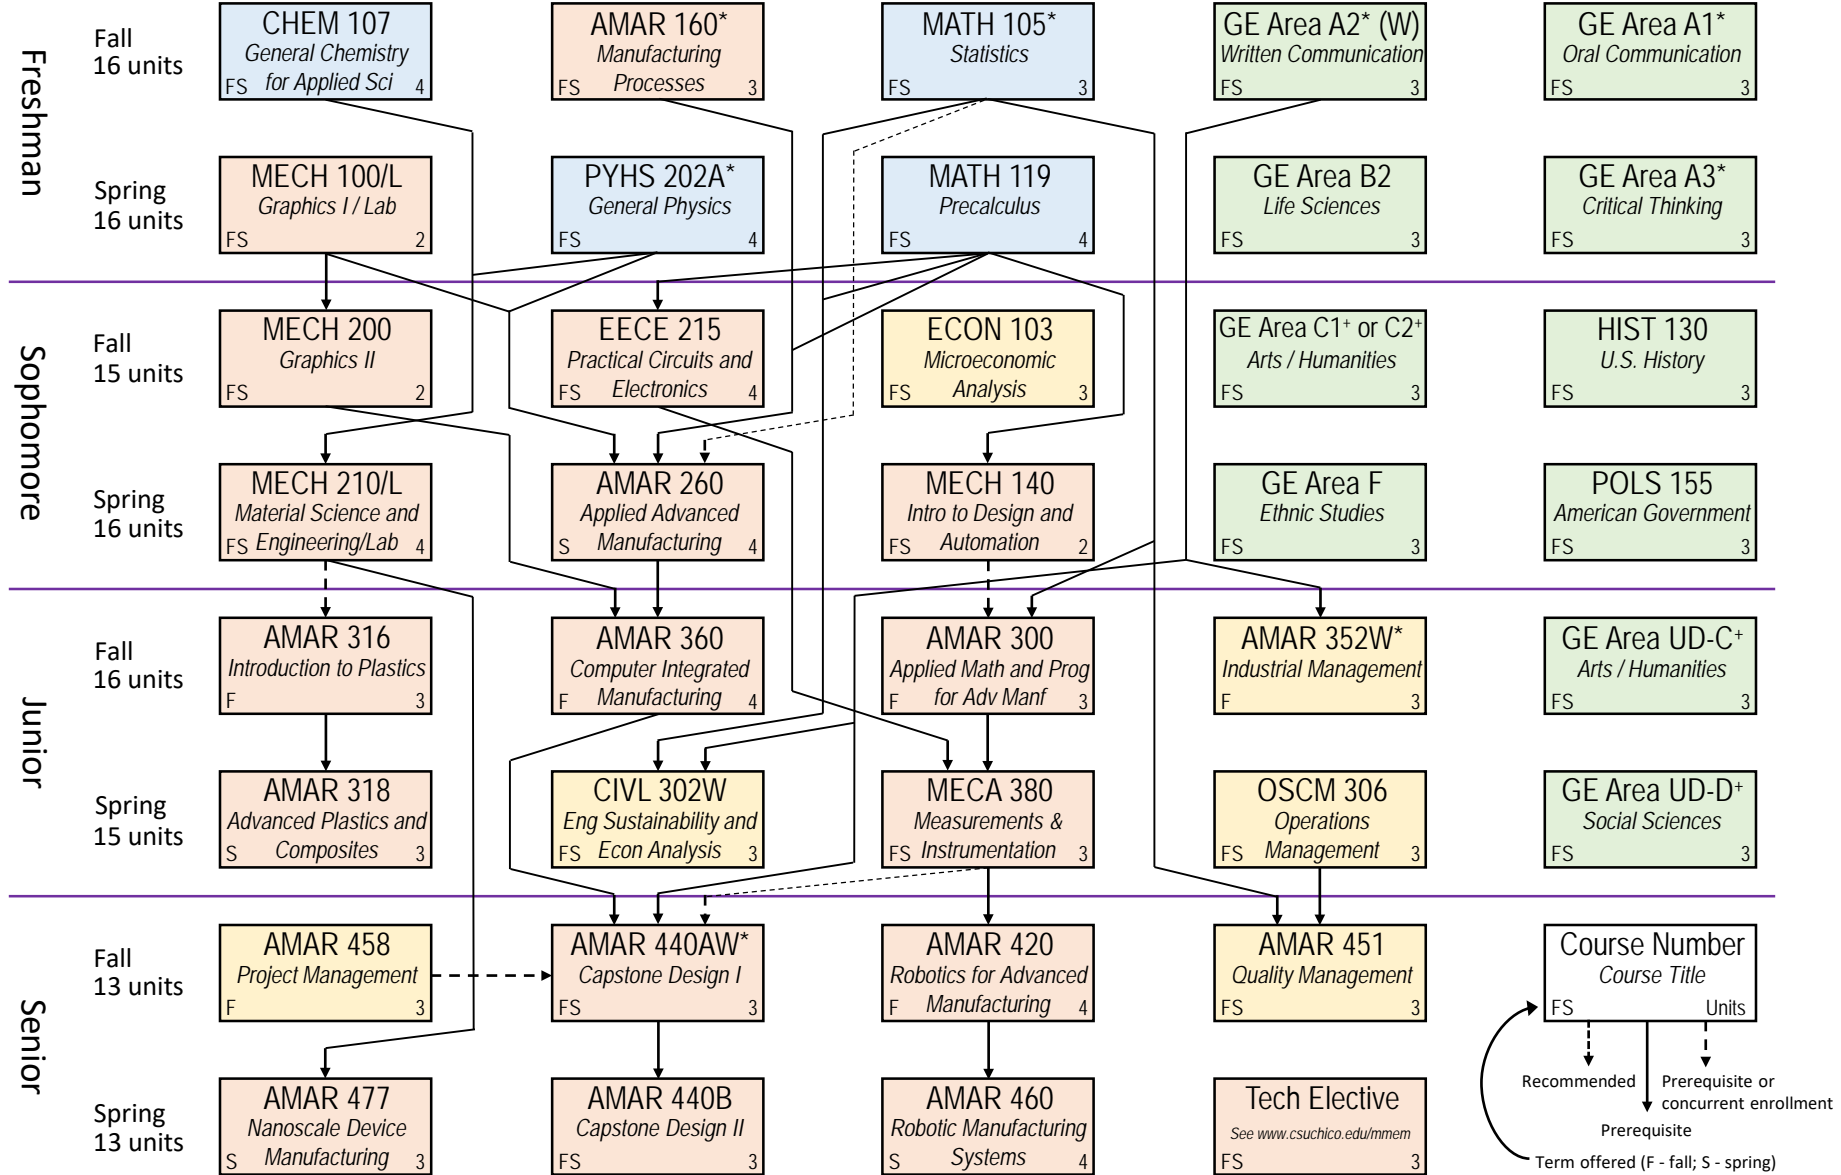 Freshman
Fall
16 units
CHEM 107
General Chemistry
for Applied Sci
FS
4
AMAR 160*
Manufacturing
Processes
FS
3
MATH 105*
Statistics
FS
3
GE Area A2* (W)
Written Communication
FS
3
GE Area A1*
Oral Communication
FS
3
Spring
16 units
MECH 100/L
Graphics I / Lab
FS
2
PYHS 202A*
General Physics
FS
4
MATH 119
Precalculus
FS
4
GE Area B2
Life Sciences
FS
3
GE Area A3*
Critical Thinking
FS
3
Sophomore
Fall
15 units
MECH 200
Graphics II
FS
2
EECE 215
Practical Circuits and
Electronics
FS
4
ECON 103
Microeconomic
Analysis
FS
3
GE Area C1+ or C2+
Arts / Humanities
FS
3
HIST 130
U.S. History
FS
3
Spring
16 units
MECH 210/L
Material Science and
Engineering/Lab
FS
4
AMAR 260
Applied Advanced
Manufacturing
S
4
MECH 140
Intro to Design and
Automation
FS
2
GE Area F
Ethnic Studies
FS
3
POLS 155
American Government
FS
3
Junior
Fall
16 units
AMAR 316
Introduction to Plastics
F
3
AMAR 360
Computer Integrated
Manufacturing
F
4
AMAR 300
Applied Math and Prog
for Adv Manf
F
3
AMAR 352W*
Industrial Management
F
3
GE Area UD-C+
Arts / Humanities
FS
3
Spring
15 units
AMAR 318
Advanced Plastics and
Composites
S
3
CIVL 302W
Eng Sustainability and
Econ Analysis
FS
3
MECA 380
Measurements &
Instrumentation
FS
3
OSCM 306
Operations
Management
FS
3
GE Area UD-D+
Social Sciences
FS
3
Senior
Fall
13 units
AMAR 458
Project Management
F
3
AMAR 440AW*
Capstone Design I
FS
3
AMAR 420
Robotics for Advanced
Manufacturing
F
4
AMAR 451
Quality Management
FS
3
Course Number
Course Title
FS
Units
Recommended
Prerequisite or
concurrent enrollment
Prerequisite
Term offered (F - fall; S - spring)
Spring
13 units
AMAR 477
Nanoscale Device
Manufacturing
S
3
AMAR 440B
Capstone Design II
FS
3
AMAR 460
Robotic Manufacturing
Systems
S
4
Tech Elective
See www.csuchico.edu/mmem
FS
3